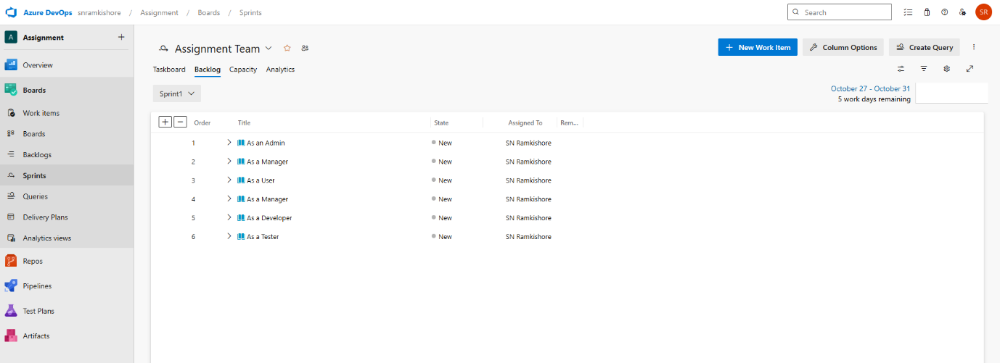 Azure DevOps snramkishore / Assignment / Boards / Sprints Search SR
A Assignment +
Overview
Boards
Work items
Boards
Backlogs
Sprints
Queries
Delivery Plans
Analytics views
Repos
Pipelines
Test Plans
Artifacts
Assignment Team
+ New Work Item Column Options Create Query
Taskboard Backlog Capacity Analytics
Sprint1
October 27 - October 31
5 work days remaining
+ − Order Title State Assigned To Rem...
1 As an Admin New SN Ramkishore
2 As a Manager New SN Ramkishore
3 As a User New SN Ramkishore
4 As a Manager New SN Ramkishore
5 As a Developer New SN Ramkishore
6 As a Tester New SN Ramkishore